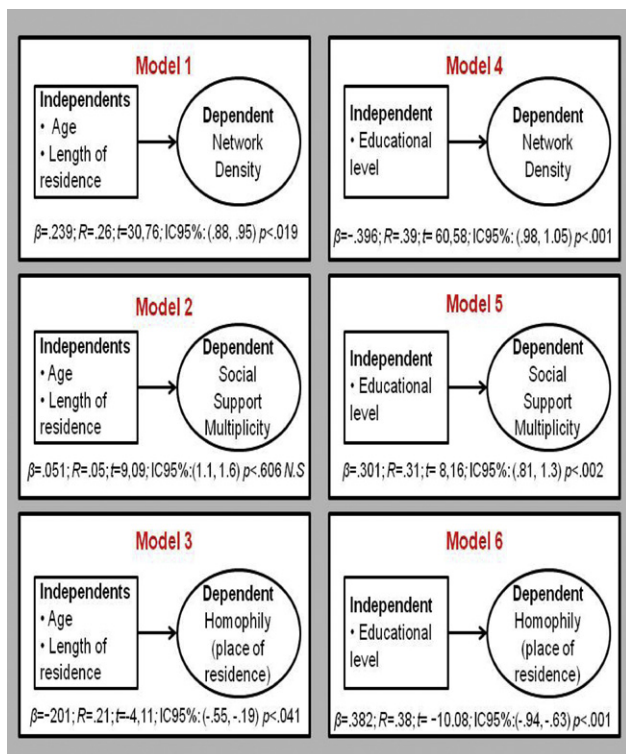 Model 1
Independents
• Age
• Length of
residence
Dependent
Network
Density
β=.239; R=.26; t=30,76; IC95%: (.88, .95) p<.019
Model 4
Independent
• Educational
level
Dependent
Network
Density
β=-.396; R=.39; t= 60,58; IC95%: (.98, 1.05) p<.001
Model 2
Independents
• Age
• Length of
residence
Dependent
Social
Support
Multiplicity
β=.051; R=.05; t=9,09; IC95%:(1.1, 1.6) p<.606 N.S
Model 5
Independent
• Educational
level
Dependent
Social
Support
Multiplicity
β=.301; R=.31; t= 8,16; IC95%: (.81, 1.3) p<.002
Model 3
Independents
• Age
• Length of
residence
Dependent
Homophily
(place of
residence)
β=-201; R=.21; t=-4,11; IC95%: (-.55, -.19) p<.041
Model 6
Independent
• Educational
level
Dependent
Homophily
(place of
residence)
β=.382; R=.38; t= -10.08; IC95%:(-.94, -.63) p<.001